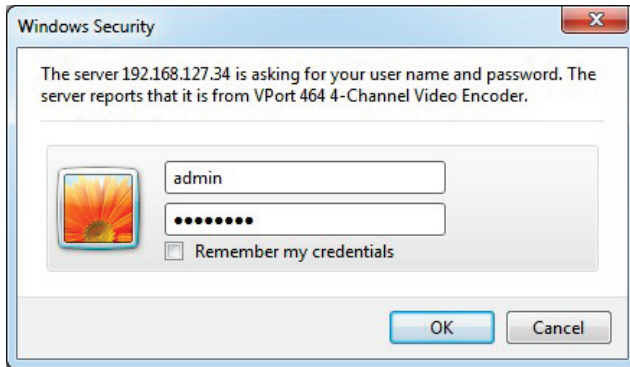 Windows Security
The server 192.168.127.34 is asking for your user name and password. The
server reports that it is from VPort 464 4-Channel Video Encoder.
admin
●●●●●●●●
Remember my credentials
OK
Cancel